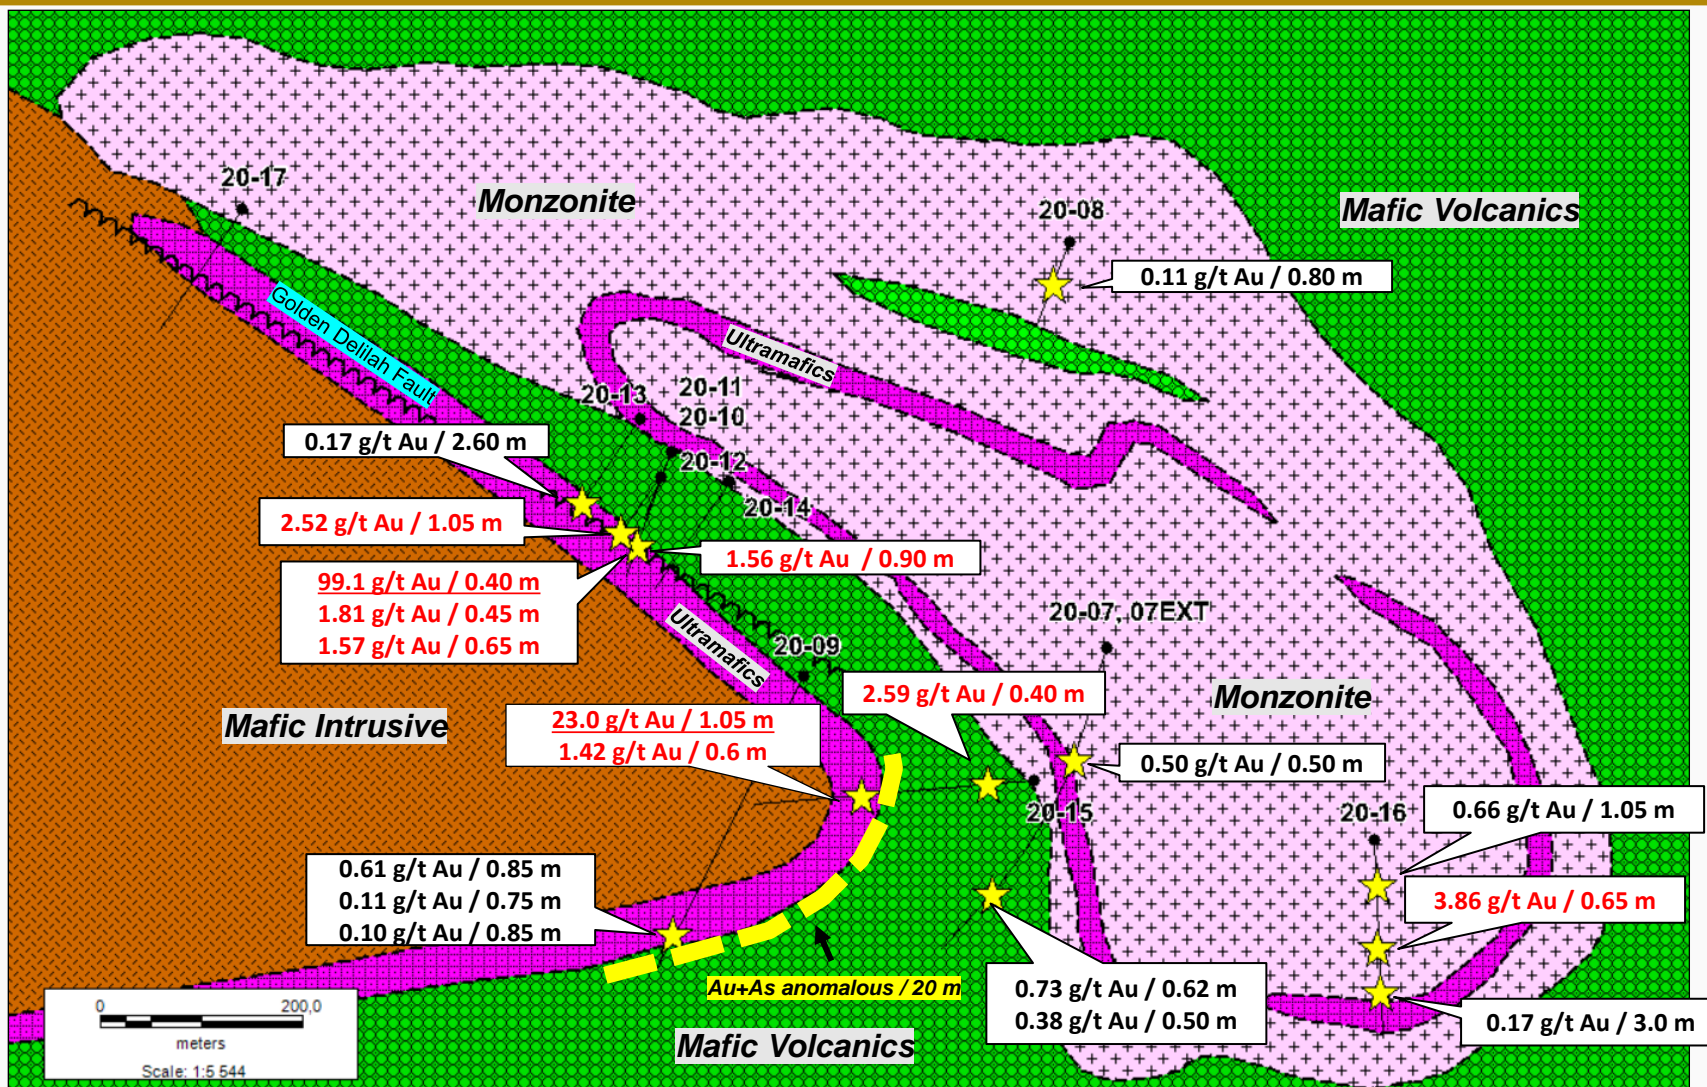 20-17
Monzonite
20-08
Mafic Volcanics
0.11 g/t Au / 0.80 m
Golden Delilah Fault
Ultramafics
20-13
20-11
20-10
20-12
20-14
0.17 g/t Au / 2.60 m
2.52 g/t Au / 1.05 m
1.56 g/t Au / 0.90 m
99.1 g/t Au / 0.40 m
1.81 g/t Au / 0.45 m
1.57 g/t Au / 0.65 m
Ultramafics
20-09
20-07, 07EXT
2.59 g/t Au / 0.40 m
Monzonite
Mafic Intrusive
23.0 g/t Au / 1.05 m
1.42 g/t Au / 0.6 m
0.50 g/t Au / 0.50 m
20-15
20-16
0.66 g/t Au / 1.05 m
3.86 g/t Au / 0.65 m
0.61 g/t Au / 0.85 m
0.11 g/t Au / 0.75 m
0.10 g/t Au / 0.85 m
Au+As anomalous / 20 m
0.73 g/t Au / 0.62 m
0.38 g/t Au / 0.50 m
0.17 g/t Au / 3.0 m
Mafic Volcanics
0 200,0
meters
Scale: 1:5 544